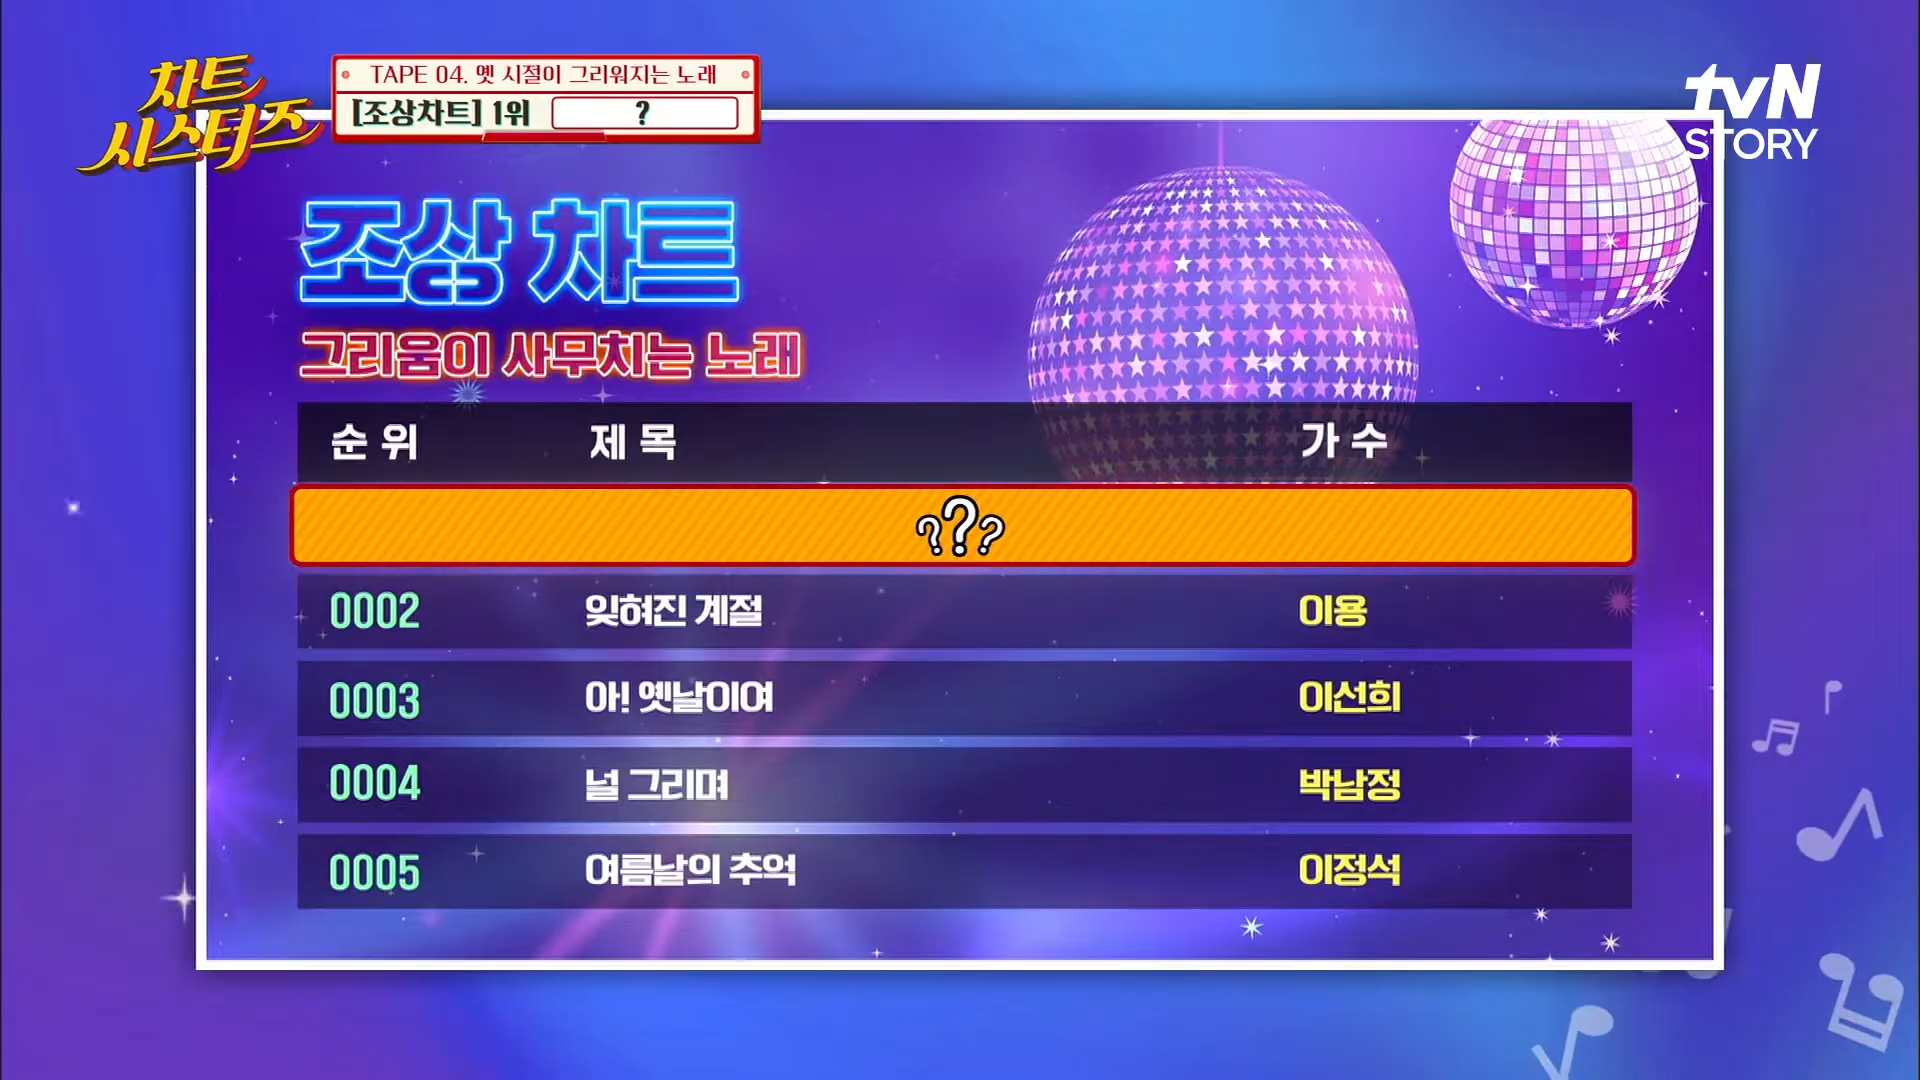 차트
시스터즈
TAPE 04. 옛 시절이 그리워지는 노래
[조상차트] 1위 ?
tvN
STORY
조상 차트
그리움이 사무치는 노래
순위 제목 가수
???
0002 잊혀진 계절 이용
0003 아! 옛날이여 이선희
0004 널 그리며 박남정
0005 여름날의 추억 이정석